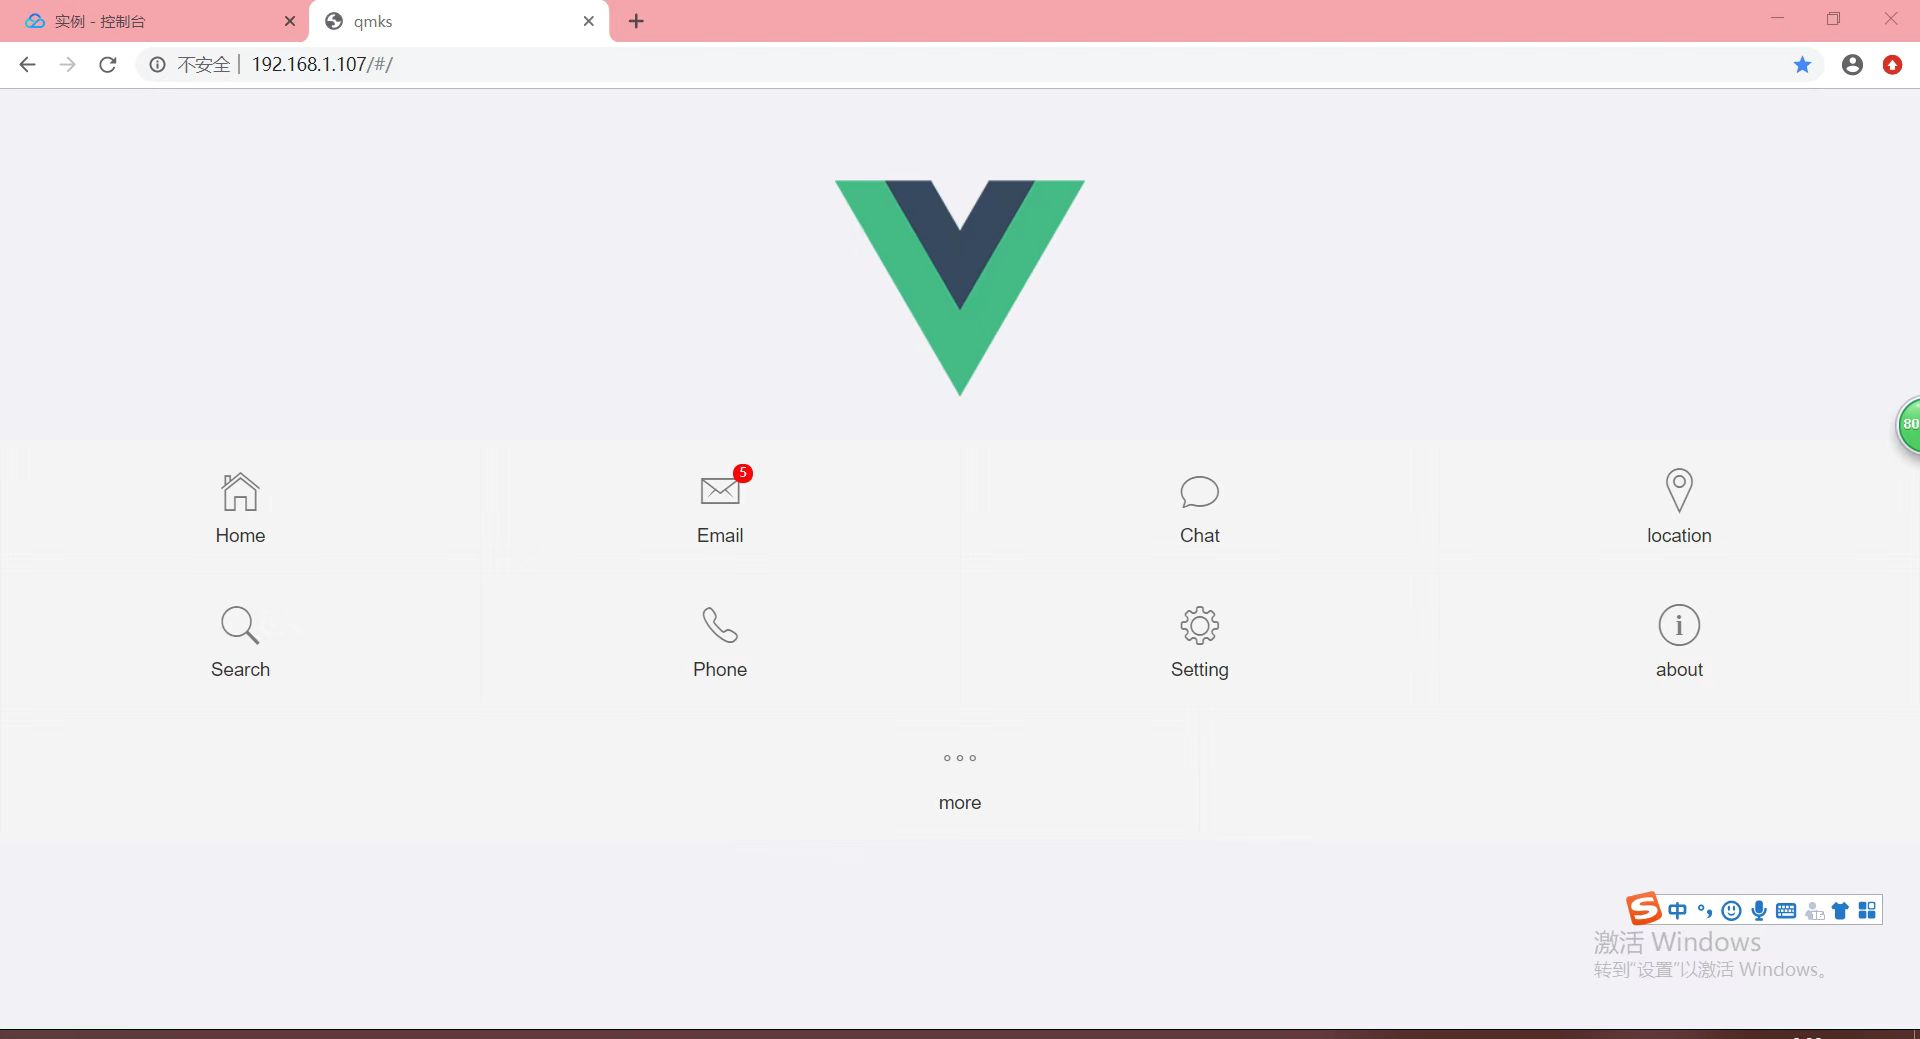 实例 - 控制台
qmks
不安全 | 192.168.1.107/#/
80
5
Home
Email
Chat
location
Search
Phone
Setting
about
more
S 中
激活 Windows
转到“设置”以激活 Windows。